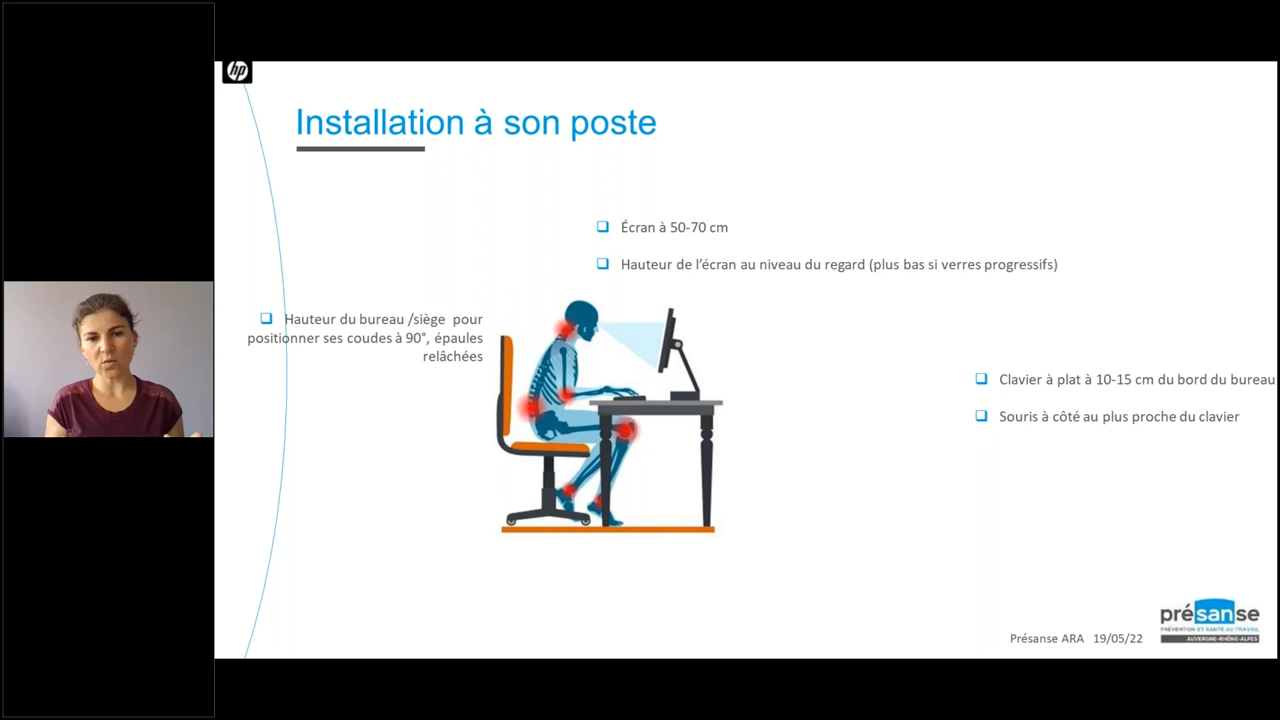 hp
Installation à son poste
❑ Écran à 50-70 cm
❑ Hauteur de l’écran au niveau du regard (plus bas si verres progressifs)
❑ Hauteur du bureau /siège pour
positionner ses coudes à 90°, épaules
relâchées
❑ Clavier à plat à 10-15 cm du bord du bureau
❑ Souris à côté au plus proche du clavier
présanse
PRÉVENTION ET SANTÉ AU TRAVAIL
AUVERGNE-RHÔNE-ALPES
Présanse ARA 19/05/22